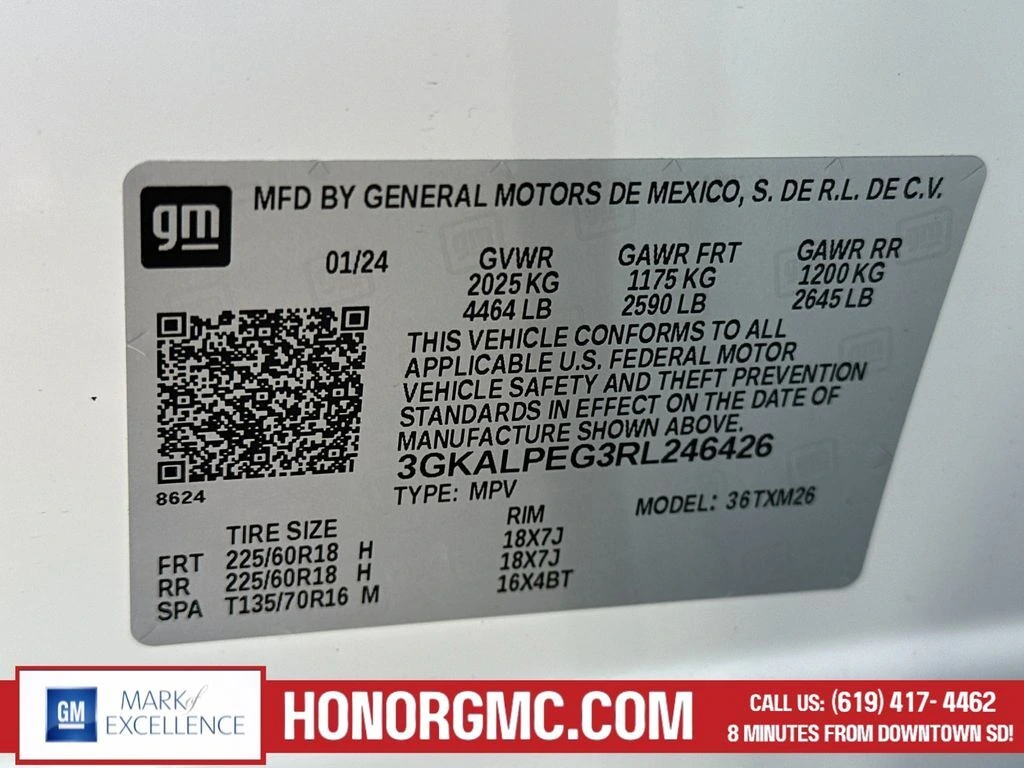 gm
MFD BY GENERAL MOTORS DE MEXICO, S. DE R.L. DE C.V.
01/24
GVWR GAWR FRT GAWR RR
2025 KG 1175 KG 1200 KG
4464 LB 2590 LB 2645 LB
THIS VEHICLE CONFORMS TO ALL
APPLICABLE U.S. FEDERAL MOTOR
VEHICLE SAFETY AND THEFT PREVENTION
STANDARDS IN EFFECT ON THE DATE OF
MANUFACTURE SHOWN ABOVE.
3GKALPEG3RL246426
8624
TYPE: MPV MODEL: 36TXM26
TIRE SIZE RIM
FRT 225/60R18 H 18X7J
RR 225/60R18 H 18X7J
SPA T135/70R16 M 16X4BT
GM
MARK of
EXCELLENCE
HONORGMC.COM
CALL US: (619) 417- 4462
8 MINUTES FROM DOWNTOWN SD!